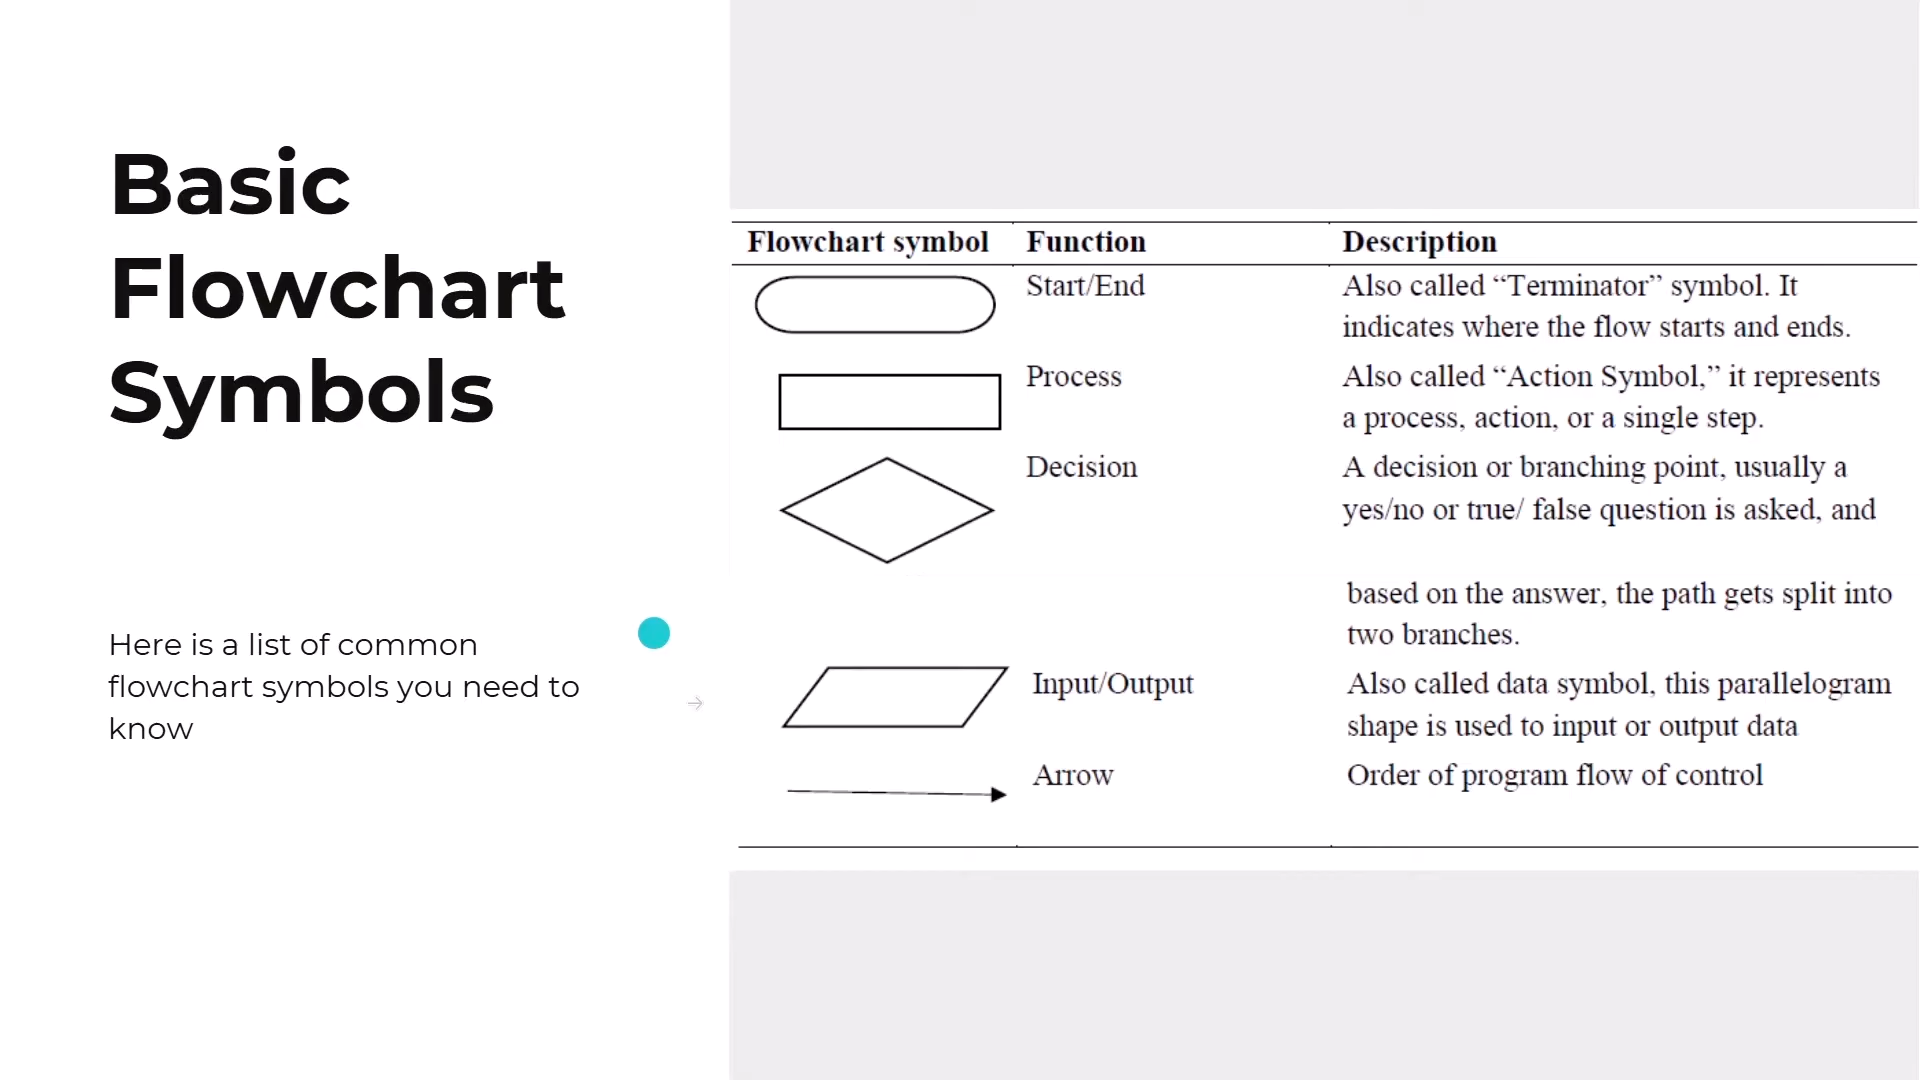 Basic
Flowchart
Symbols
Here is a list of common
flowchart symbols you need to
know
Flowchart symbol Function Description
Start/End Also called “Terminator” symbol. It
indicates where the flow starts and ends.
Process Also called “Action Symbol,” it represents
a process, action, or a single step.
Decision A decision or branching point, usually a
yes/no or true/ false question is asked, and
based on the answer, the path gets split into
two branches.
Input/Output Also called data symbol, this parallelogram
shape is used to input or output data
Arrow Order of program flow of control